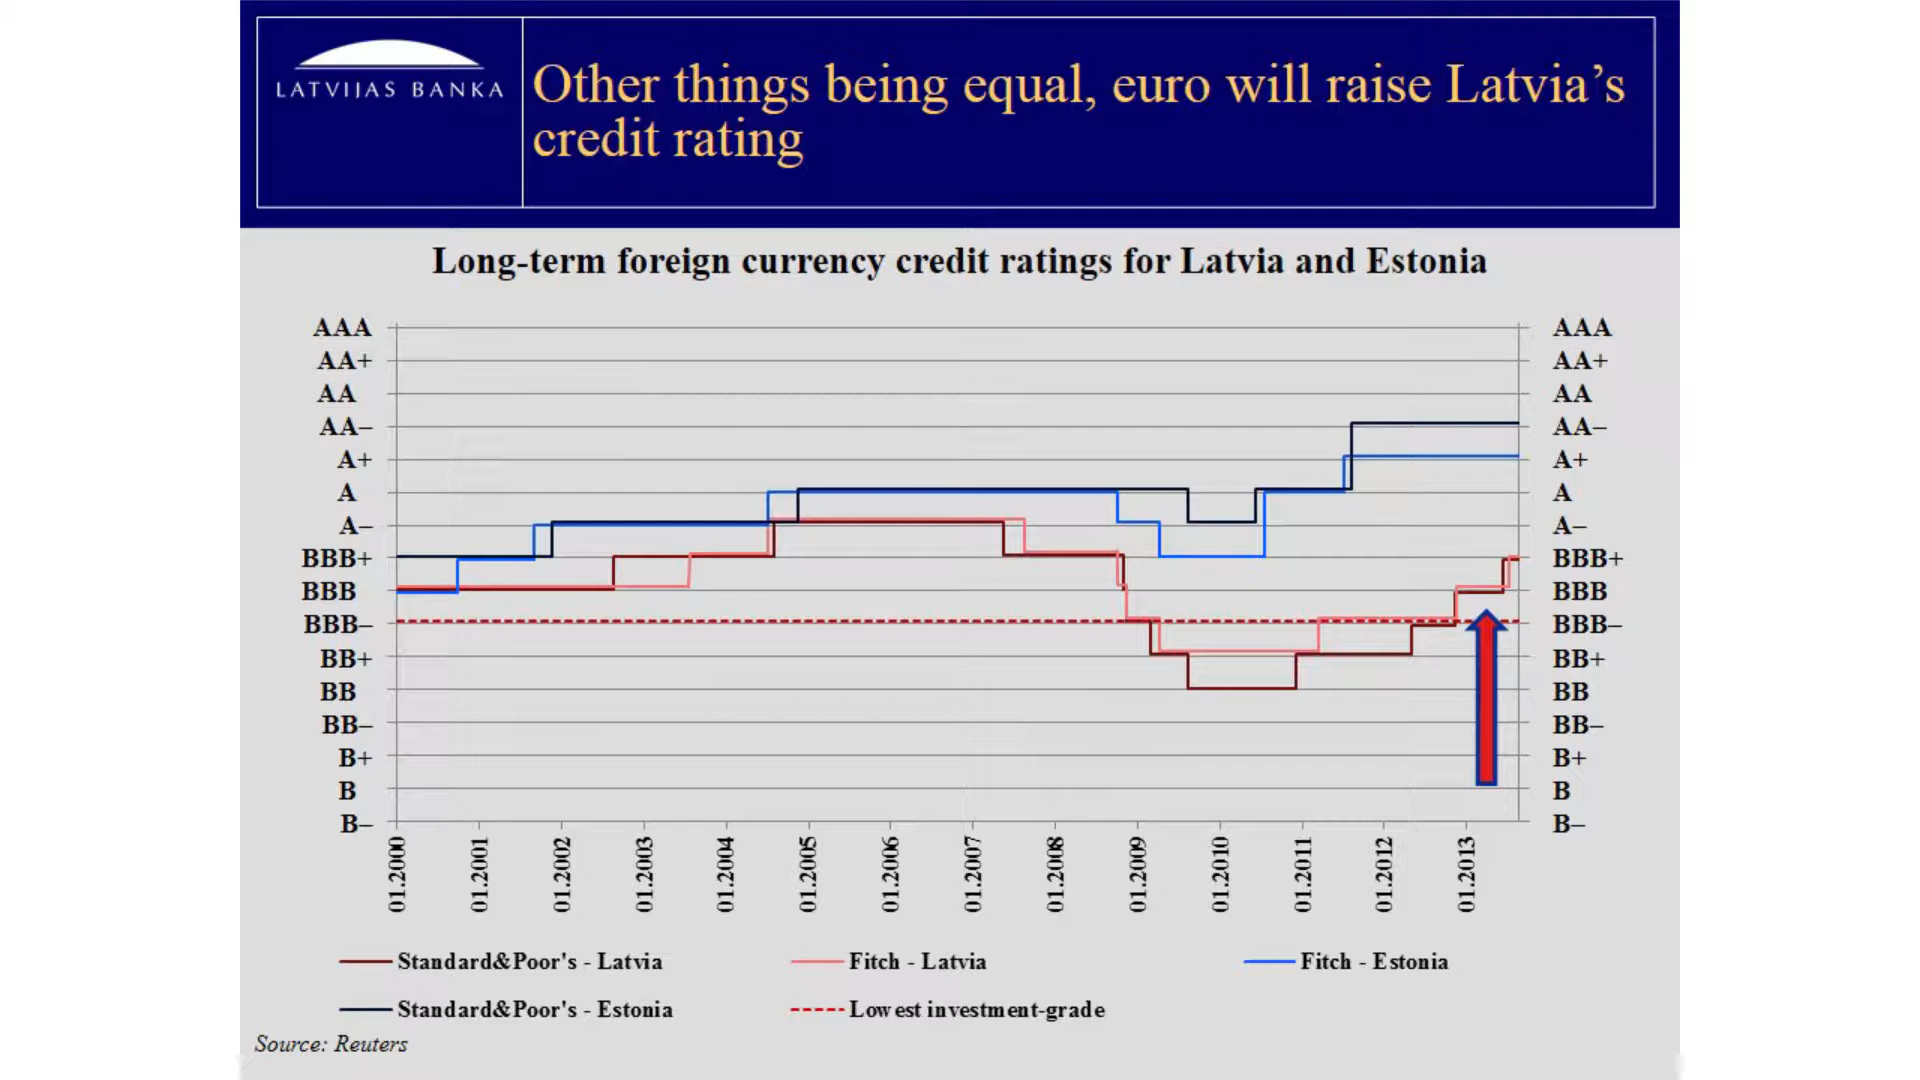 LATVIJAS BANKA
Other things being equal, euro will raise Latvia’s
credit rating
Long-term foreign currency credit ratings for Latvia and Estonia
AAA AAA
AA+ AA+
AA AA
AA– AA–
A+ A+
A A
A– A–
BBB+ BBB+
BBB BBB
BBB– BBB–
BB+ BB+
BB BB
BB– BB–
B+ B+
B B
B– B–
01.2000 01.2001 01.2002 01.2003 01.2004 01.2005 01.2006 01.2007 01.2008 01.2009 01.2010 01.2011 01.2012 01.2013
Standard&Poor's - Latvia Fitch - Latvia Fitch - Estonia
Standard&Poor's - Estonia Lowest investment-grade
Source: Reuters